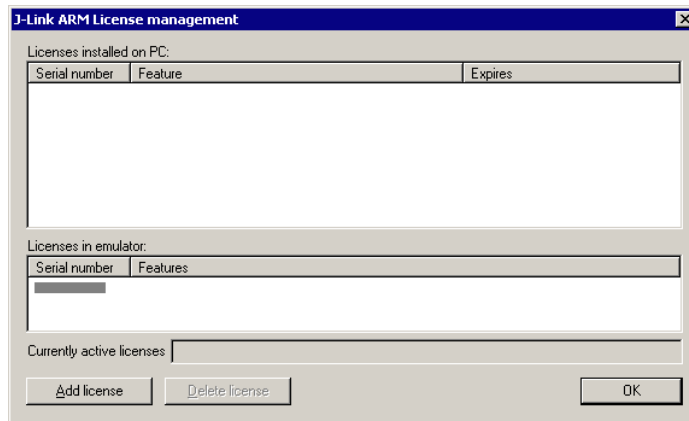 J-Link ARM License management
Licenses installed on PC:
Serial number Feature Expires
Licenses in emulator:
Serial number Features
Currently active licenses
Add license Delete license OK